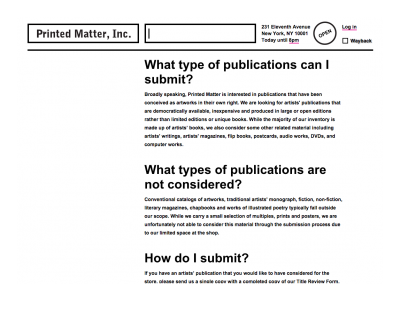 Printed Matter, Inc.
231 Eleventh Avenue
New York, NY 10001
Today until 8pm
OPEN
Log in
Wayback
What type of publications can I
submit?
Broadly speaking, Printed Matter is interested in publications that have been
conceived as artworks in their own right. We are looking for artists' publications that
are democratically available, inexpensive and produced in large or open editions
rather than limited editions or unique books. While the majority of our inventory is
made up of artists' books, we also consider some other related material including
artists' writings, artists' magazines, flip books, postcards, audio works, DVDs, and
computer works.
What types of publications are
not considered?
Conventional catalogs of artworks, traditional artists' monograph, fiction, non-fiction,
literary magazines, chapbooks and works of illustrated poetry typically fall outside
our scope. While we carry a small selection of multiples, prints and posters, we are
unfortunately not able to consider this material through the submission process due
to our limited space at the shop.
How do I submit?
If you have an artists' publication that you would like to have considered for the
store, please send us a single copy with a completed copy of our Title Review Form.